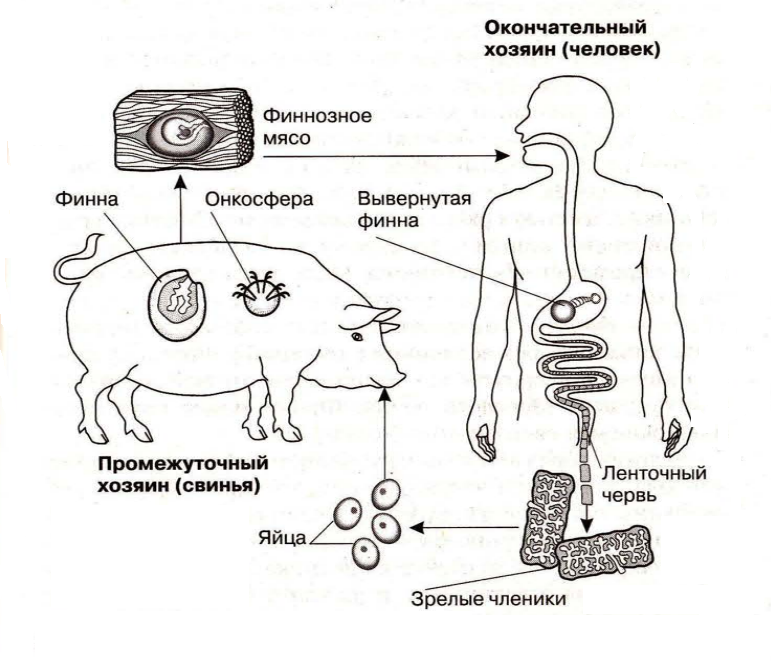 Окончательный
хозяин (человек)
Финнозное
мясо
Финна
Онкосфера
Вывернутая
финна
Промежуточный
хозяин (свинья)
Ленточный
червь
Яйца
Зрелые членики